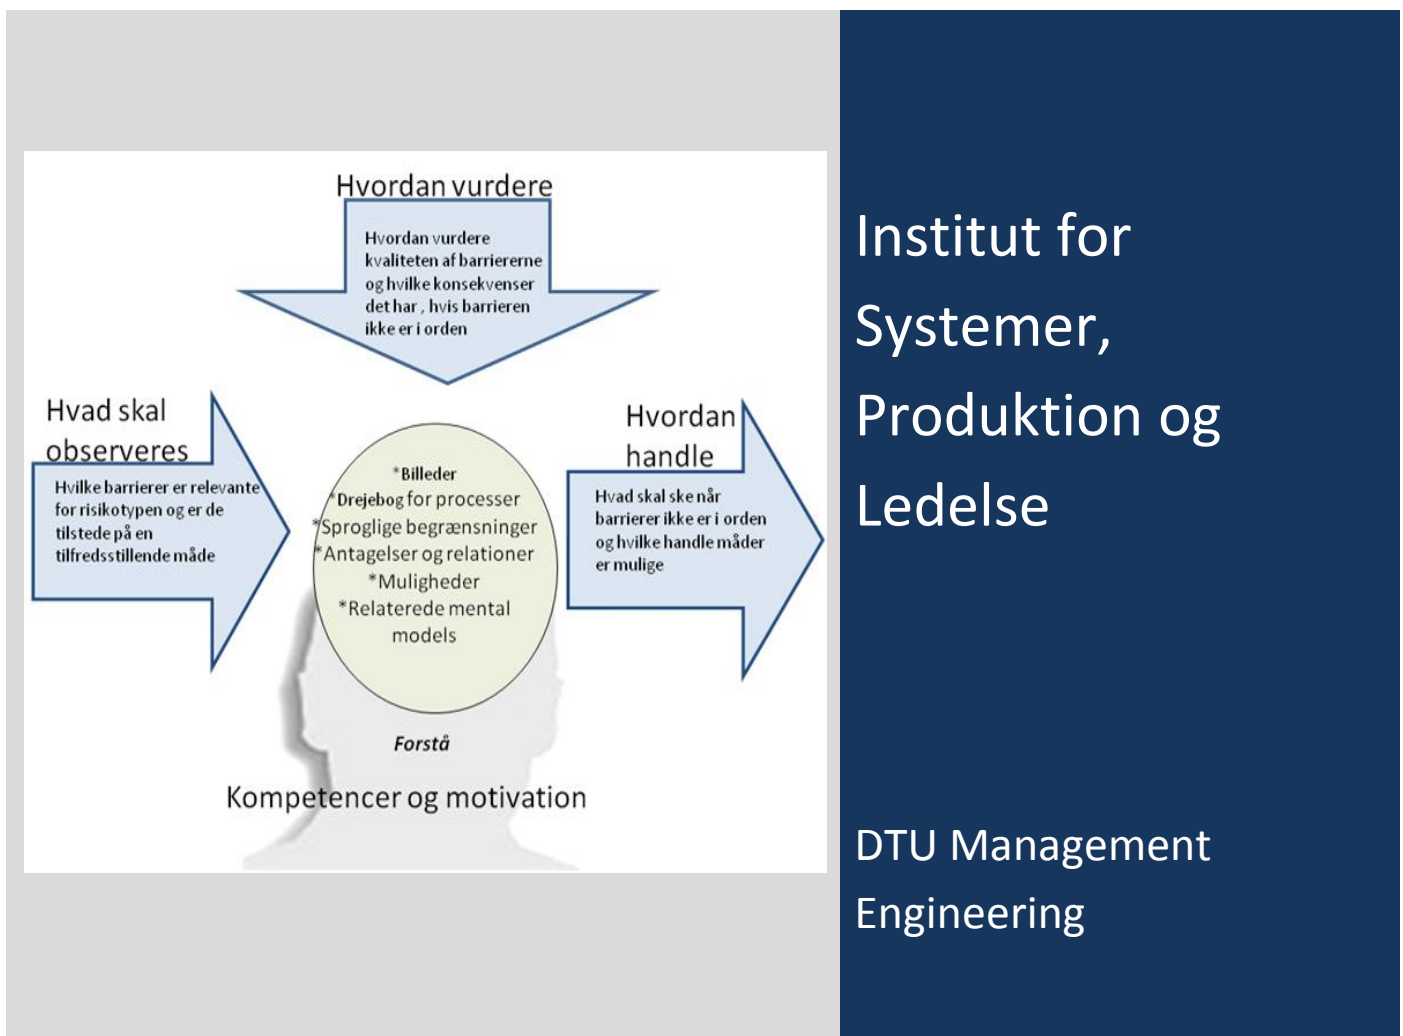 Hvordan vurdere
Hvordan vurdere
kvaliteten af barriererne
og hvilke konsekvenser
det har , hvis barrieren
ikke er i orden
Hvad skal
observeres
Hvilke barrierer er relevante
for risikotypen og er de
tilstede på en
tilfredsstillende måde
*Billeder
*Drejebog for processer
*Sproglige begrænsninger
*Antagelser og relationer
*Muligheder
*Relaterede mental
models
Hvordan
handle
Hvad skal ske når
barrierer ikke er i orden
og hvilke handle måder
er mulige
Forstå
Kompetencer og motivation
Institut for
Systemer,
Produktion og
Ledelse
DTU Management
Engineering